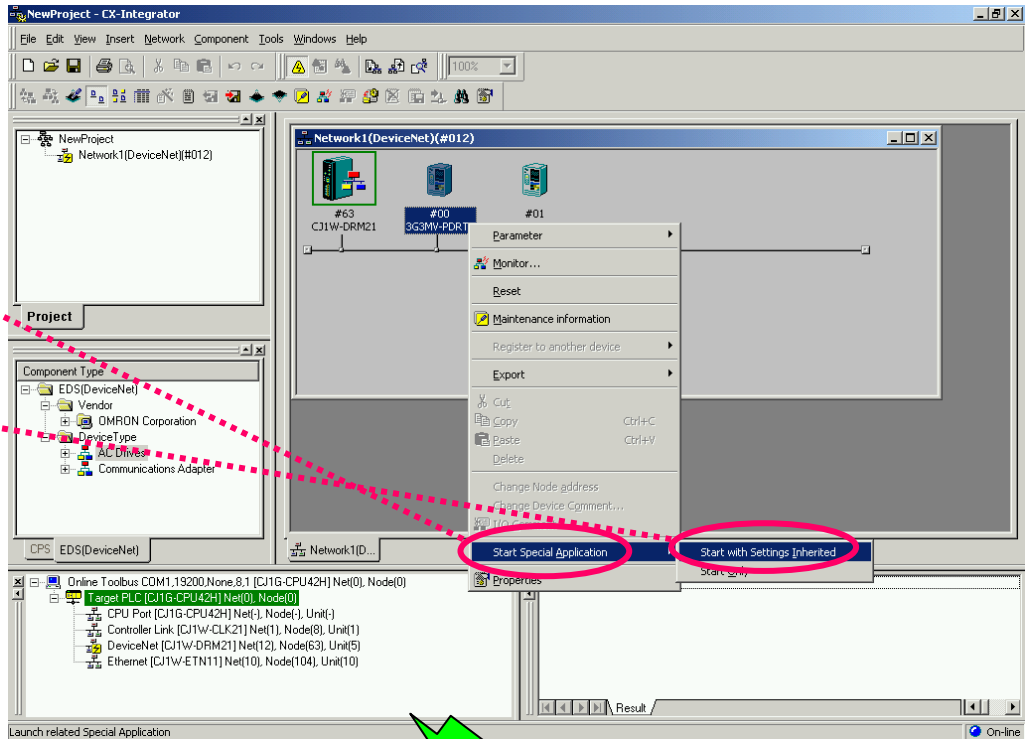 NewProject - CX-Integrator
File Edit View Insert Network Component Tools Windows Help
100%
NewProject
Network1(DeviceNet)(#012)
Project
Network1(DeviceNet)(#012)
#63
CJ1W-DRM21
#00
3G3MV-PDRT
#01
Parameter
Monitor...
Reset
Maintenance information
Register to another device
Export
Cut
Copy Ctrl+C
Paste Ctrl+V
Delete
Change Node address
Change Device Comment...
Start Special Application
Properties
Start with Settings Inherited
Start Only
Component Type
EDS(DeviceNet)
Vendor
OMRON Corporation
DeviceType
AC Drives
Communications Adapter
CPS EDS(DeviceNet)
Network1(D...
Online Toolbus COM1,19200,None,8,1 [CJ1G-CPU42H] Net(0), Node(0)
Target PLC [CJ1G-CPU42H] Net(0), Node(0)
CPU Port [CJ1G-CPU42H] Net(-), Node(-), Unit(-)
Controller Link [CJ1W-CLK21] Net(1), Node(8), Unit(1)
DeviceNet [CJ1W-DRM21] Net(12), Node(63), Unit(5)
Ethernet [CJ1W-ETN11] Net(10), Node(104), Unit(10)
Result
Launch related Special Application
On-line